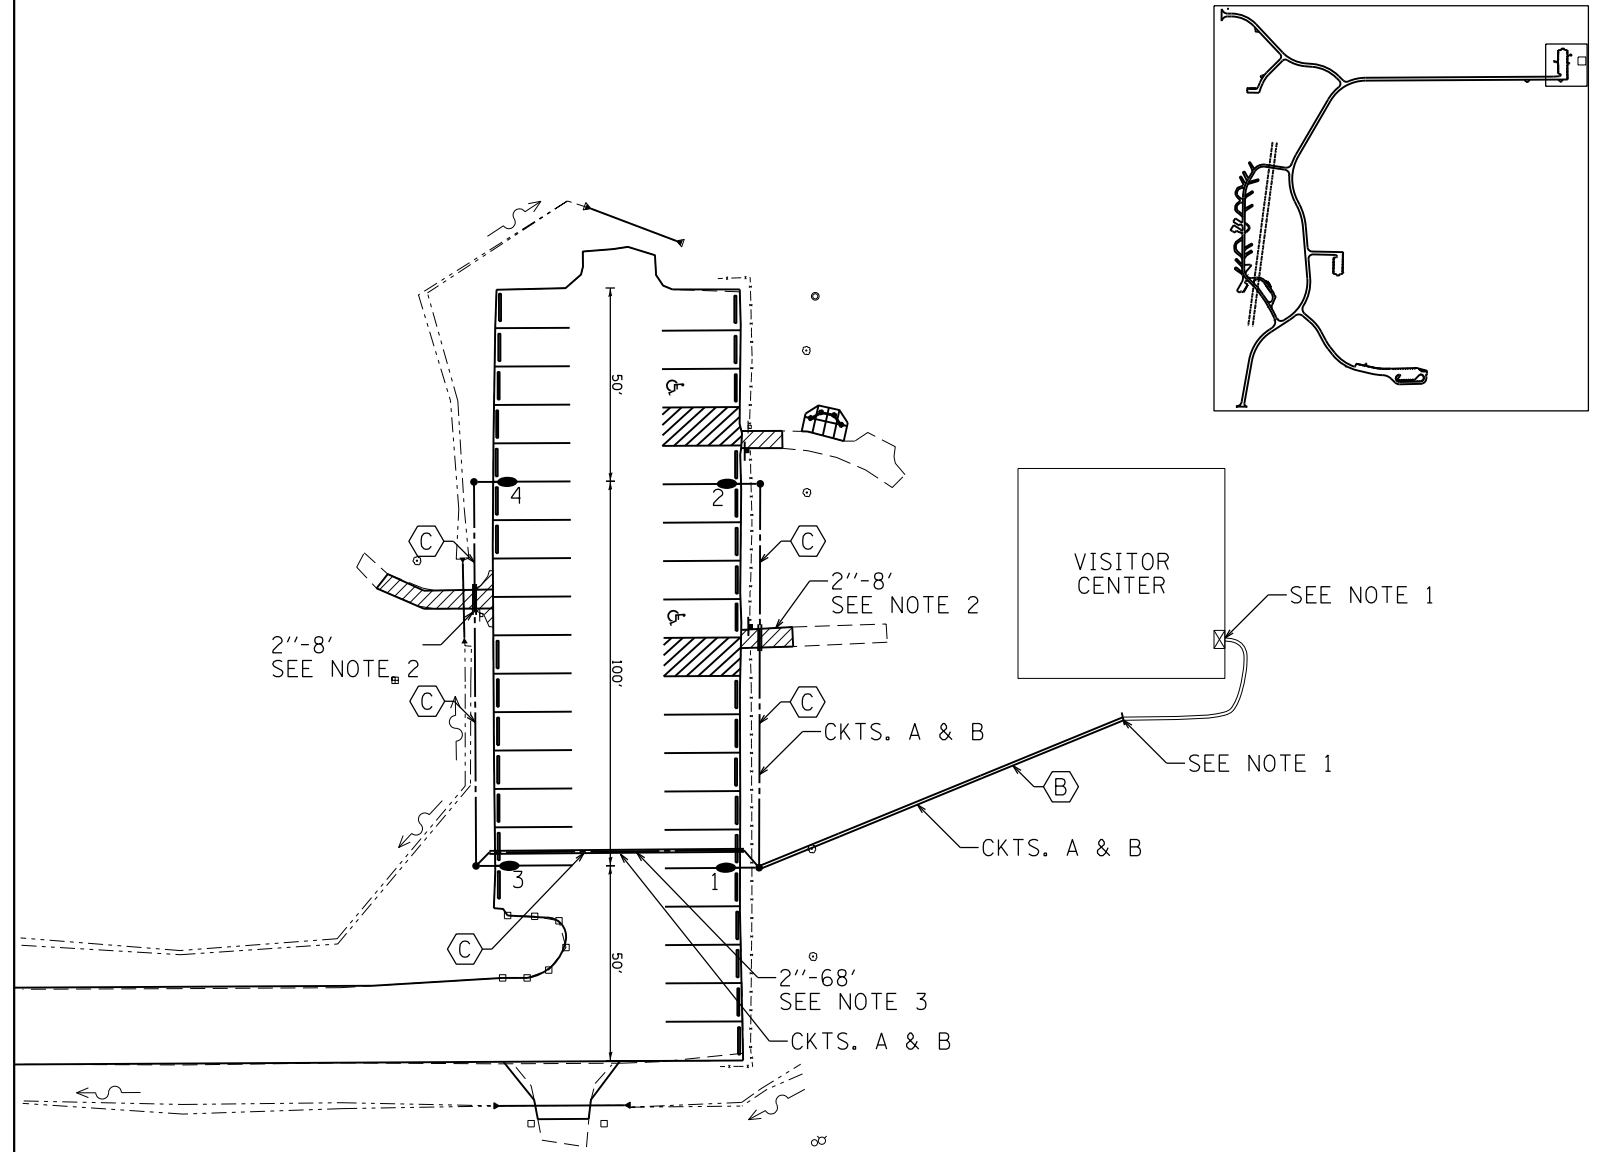 50'
4
2
C
C
VISITOR
CENTER
2''-8'
SEE NOTE 2
SEE NOTE 1
2''-8'
SEE NOTE 2
100'
C
C
CKTS. A & B
SEE NOTE 1
B
CKTS. A & B
3
1
C
50'
2''-68'
SEE NOTE 3
CKTS. A & B